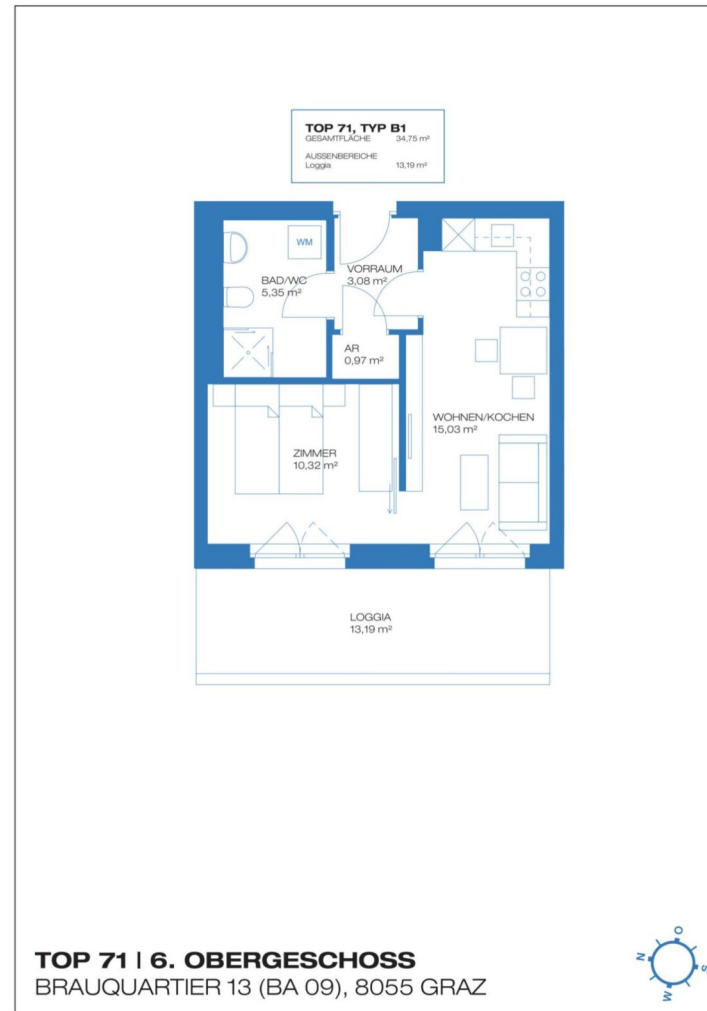 TOP 71, TYP B1
GESAMTFLÄCHE 34,75 m²
AUSSENBEREICHE
Loggia 13,19 m²
WM
BAD/WC
5,35 m²
VORRAUM
3,08 m²
AR
0,97 m²
WOHNEN/KOCHEN
15,03 m²
ZIMMER
10,32 m²
LOGGIA
13,19 m²
TOP 71 | 6. OBERGESCHOSS
BRAUQUARTIER 13 (BA 09), 8055 GRAZ
O
N
S
W